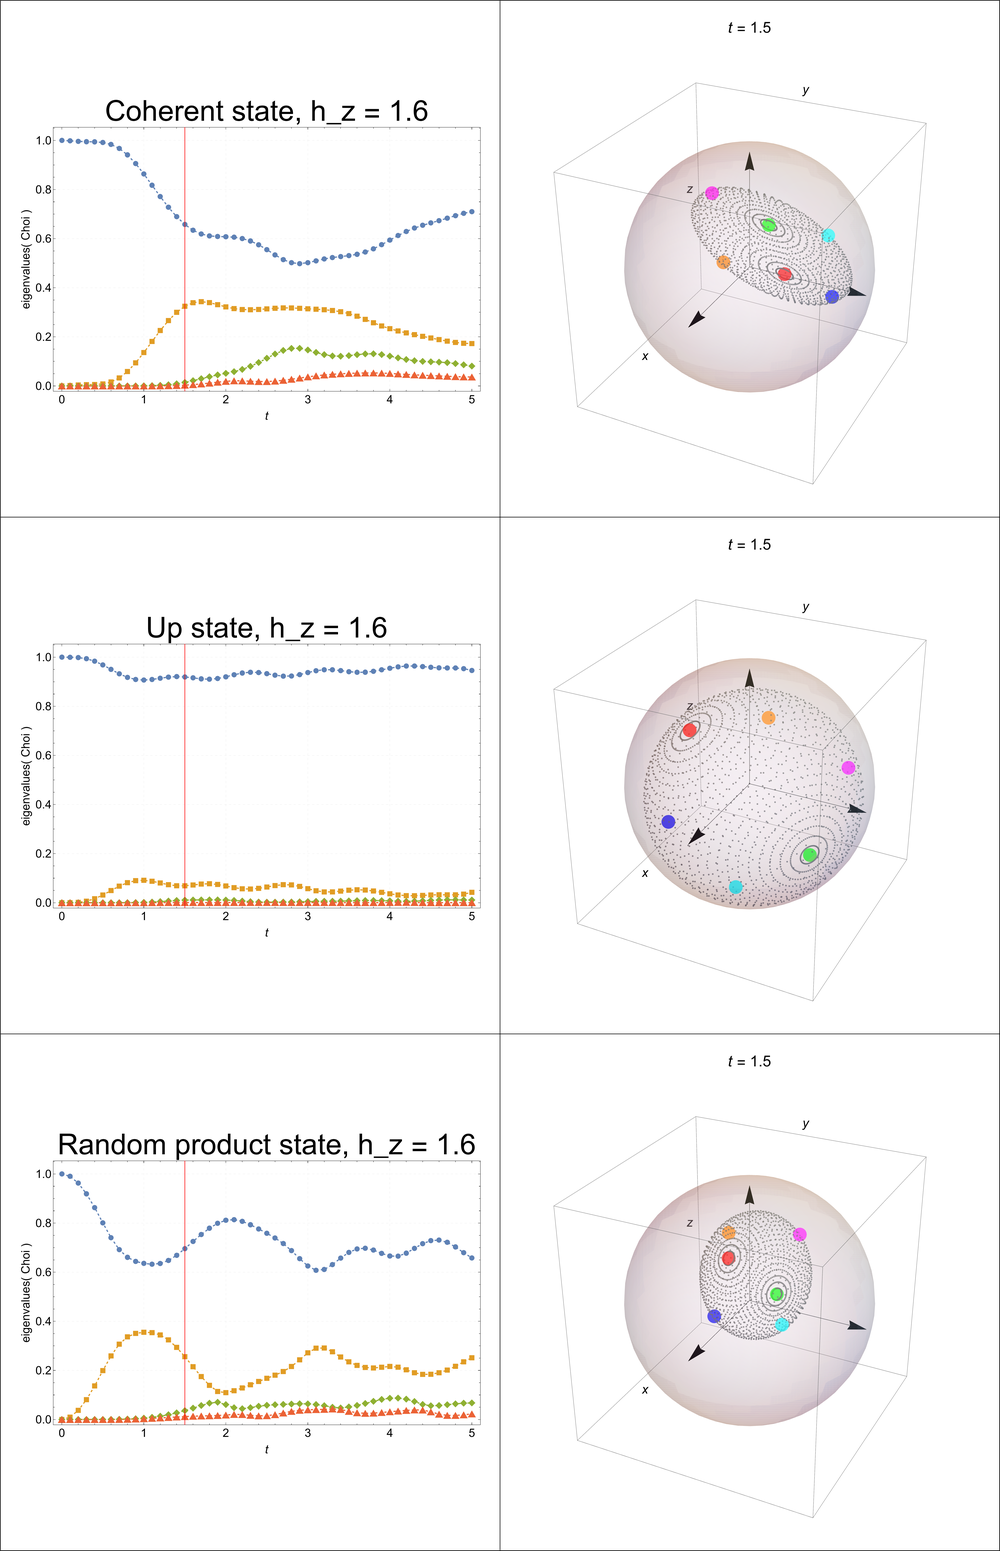 Coherent state, h_z = 1.6
eigenvalues( Choi )
1.0
0.8
0.6
0.4
0.2
0.0
0 1 2 3 4 5
t
t = 1.5
y
z
x
Up state, h_z = 1.6
eigenvalues( Choi )
1.0
0.8
0.6
0.4
0.2
0.0
0 1 2 3 4 5
t
t = 1.5
y
z
x
Random product state, h_z = 1.6
eigenvalues( Choi )
1.0
0.8
0.6
0.4
0.2
0.0
0 1 2 3 4 5
t
t = 1.5
y
z
x